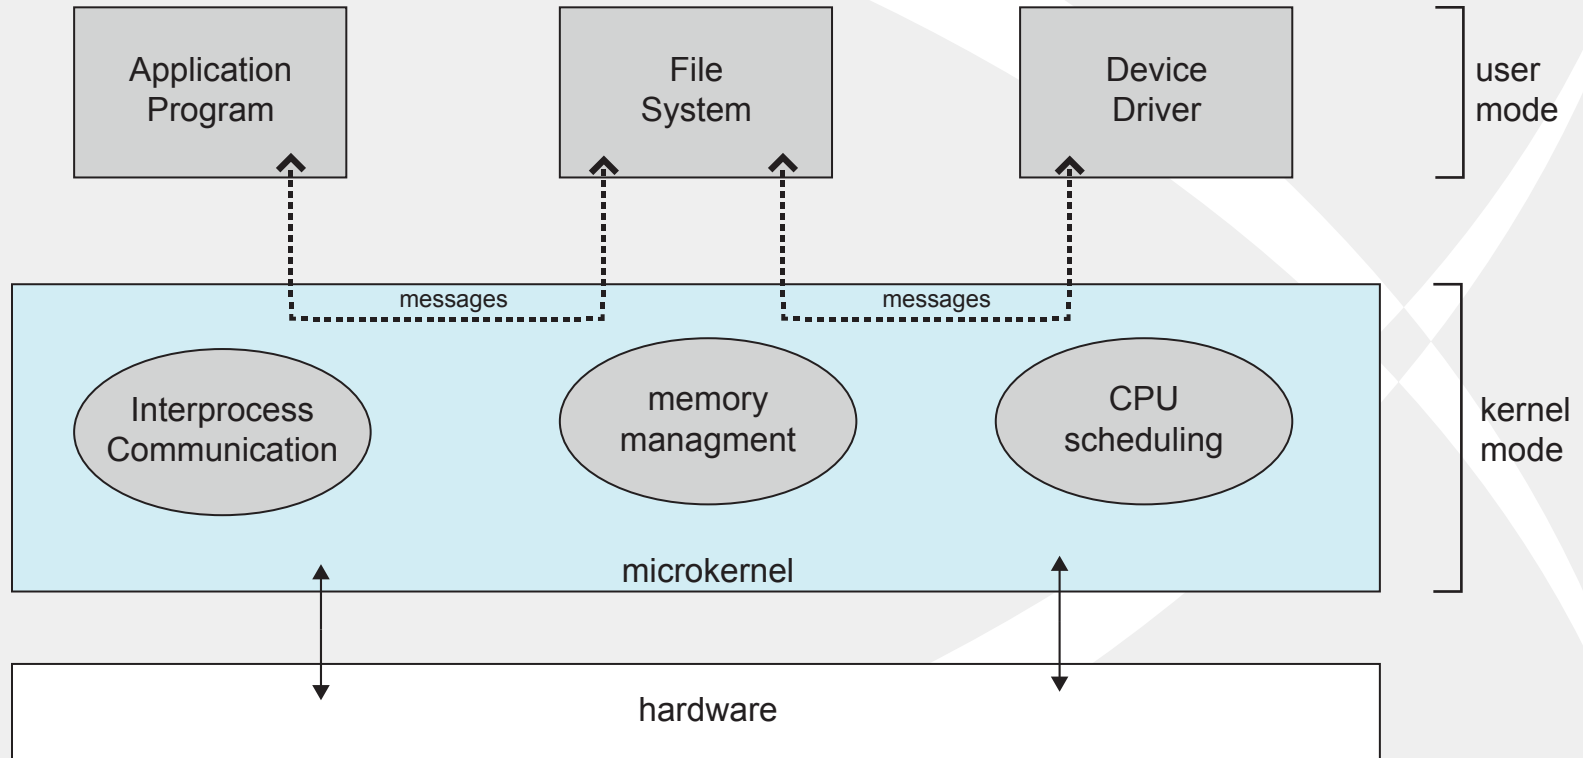 Application
Program
File
System
Device
Driver
user
mode
messages
messages
Interprocess
Communication
memory
managment
CPU
scheduling
kernel
mode
microkernel
hardware